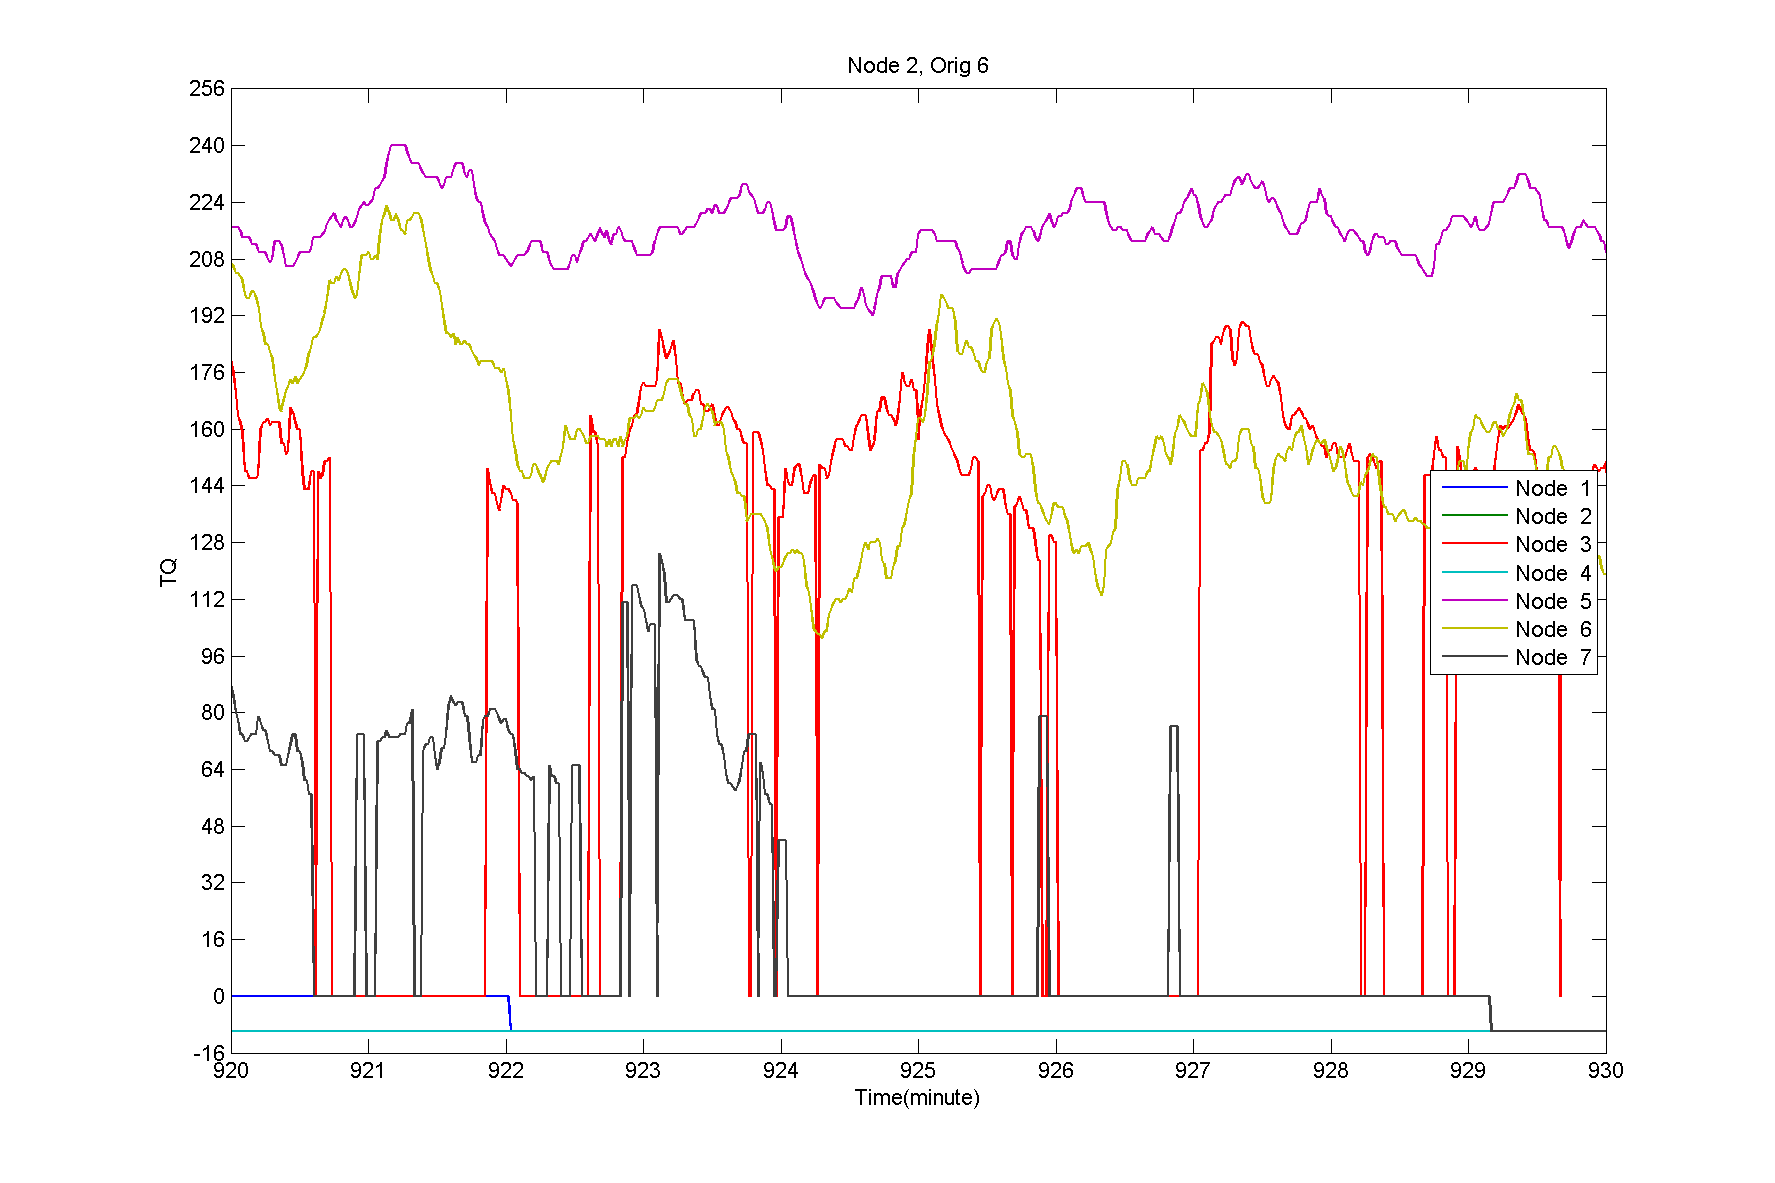 Node 2, Orig 6
256
240
224
208
192
176
160
144
128
112
96
80
64
48
32
16
0
-16
TQ
920 921 922 923 924 925 926 927 928 929 930
Time(minute)
Node 1
Node 2
Node 3
Node 4
Node 5
Node 6
Node 7